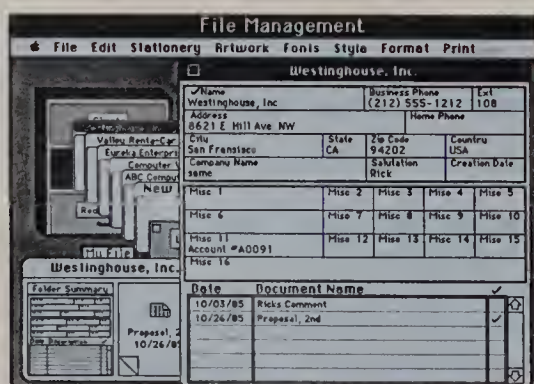 File Management
File Edit Stationery Artwork Fonts Style Format Print
Westinghouse, Inc.
✓Name Business Phone Ext
Westinghouse, Inc (212) 555-1212 108
Address Home Phone
8621 E Hill Ave NW
City State Zip Code Country
San Fransisco CA 94202 USA
Company Name Salutation Creation Date
same Rick
Misc 1 Misc 2 Misc 3 Misc 4 Misc 5
Misc 6 Misc 7 Misc 8 Misc 9 Misc 10
Misc 11 Misc 12 Misc 13 Misc 14 Misc 15
Account #A0091
Misc 16
Date Document Name ✓
10/03/85 Ricks Comment
10/26/85 Proposal, 2nd ✓
Valley Rent-a-Car
Eureka Enterpri
Computer
ABC Comput
New
Red
My File
Westinghouse, Inc.
Folder Summary
Proposal, 2
10/26/85